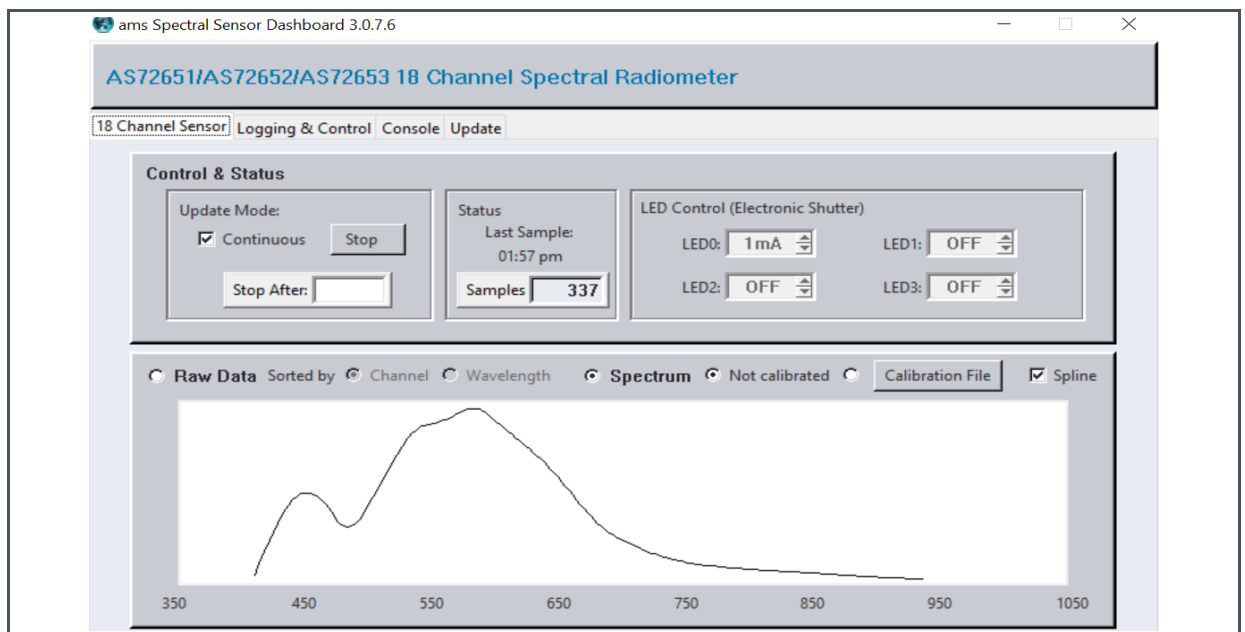 ams Spectral Sensor Dashboard 3.0.7.6
AS72651/AS72652/AS72653 18 Channel Spectral Radiometer
18 Channel Sensor Logging & Control Console Update
Control & Status
Update Mode:
Continuous Stop
Stop After:
Status
Last Sample:
01:57 pm
Samples 337
LED Control (Electronic Shutter)
LED0: 1mA LED1: OFF
LED2: OFF LED3: OFF
Raw Data Sorted by Channel Wavelength Spectrum Not calibrated Calibration File Spline
350 450 550 650 750 850 950 1050